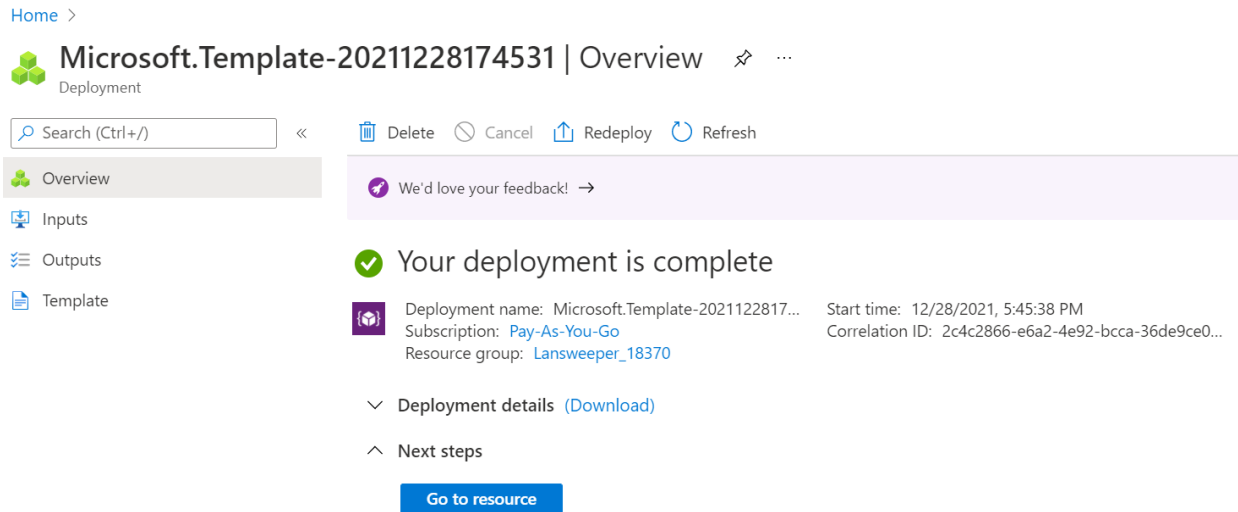 Home >
Microsoft.Template-20211228174531 | Overview ...
Deployment
Search (Ctrl+/) «
Delete Cancel Redeploy Refresh
Overview
We'd love your feedback! →
Inputs
Outputs
Your deployment is complete
Template
Deployment name: Microsoft.Template-2021122817... Start time: 12/28/2021, 5:45:38 PM
Subscription: Pay-As-You-Go Correlation ID: 2c4c2866-e6a2-4e92-bcca-36de9ce0...
Resource group: Lansweeper_18370
Deployment details (Download)
Next steps
Go to resource